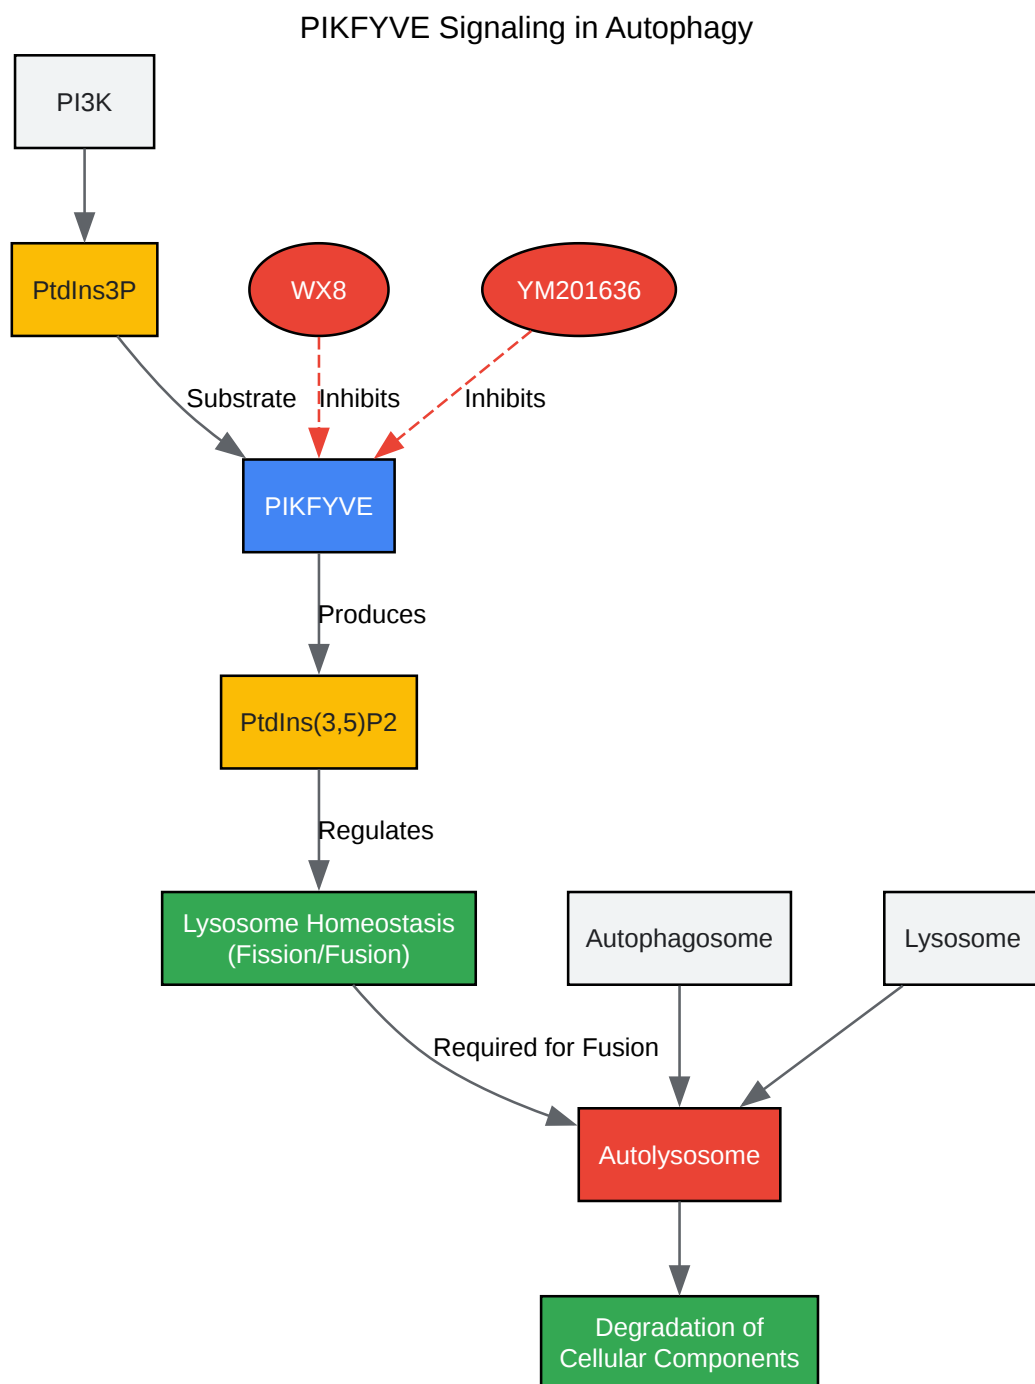 PIKFYVE Signaling in Autophagy
PI3K
PtdIns3P
WX8
YM201636
Substrate
Inhibits
Inhibits
PIKFYVE
Produces
PtdIns(3,5)P2
Regulates
Lysosome Homeostasis
(Fission/Fusion)
Autophagosome
Lysosome
Required for Fusion
Autolysosome
Degradation of
Cellular Components